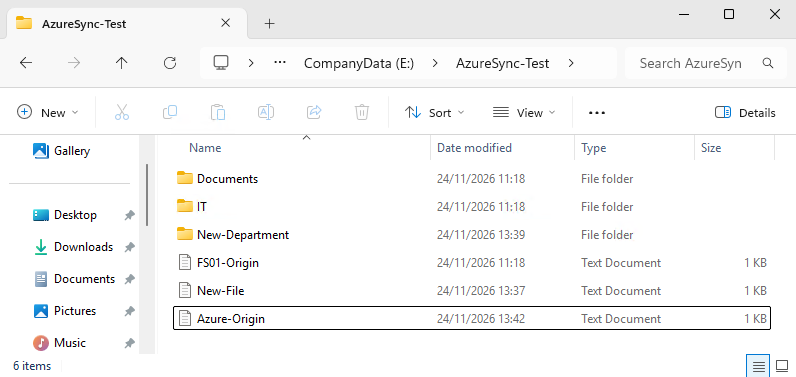 AzureSync-Test
CompanyData (E:) AzureSync-Test Search AzureSyn
New Sort View Details
Name Date modified Type Size
Gallery
Desktop
Downloads
Documents
Pictures
Music
Documents 24/11/2026 11:18 File folder
IT 24/11/2026 11:18 File folder
New-Department 24/11/2026 13:39 File folder
FS01-Origin 24/11/2026 11:18 Text Document 1 KB
New-File 24/11/2026 13:37 Text Document 1 KB
Azure-Origin 24/11/2026 13:42 Text Document 1 KB
6 items